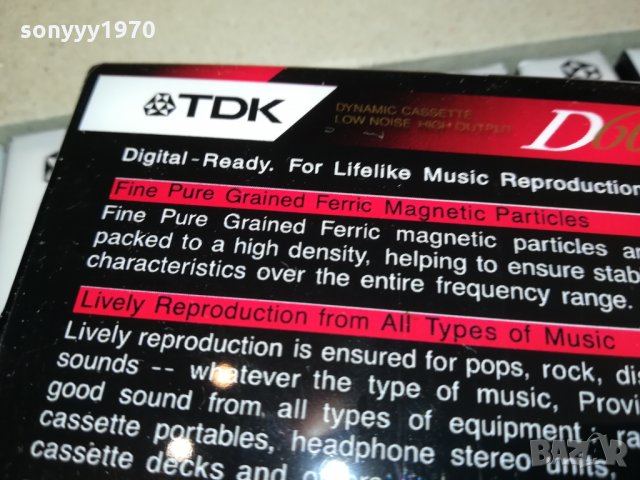 sonyyy1970
TDK
DYNAMIC CASSETTE
LOW NOISE HIGH OUTPUT
D60
Digital-Ready. For Lifelike Music Reproduction
Fine Pure Grained Ferric Magnetic Particles
Fine Pure Grained Ferric magnetic particles
packed to a high density, helping to ensure
characteristics over the entire frequency range.
Lively Reproduction from All Types of Music
Lively reproduction is ensured for pops, rock,
sounds -- whatever the type of music,
good sound from all types of equipment,
cassette portables, headphone stereo units,
cassette decks and
BAZAR